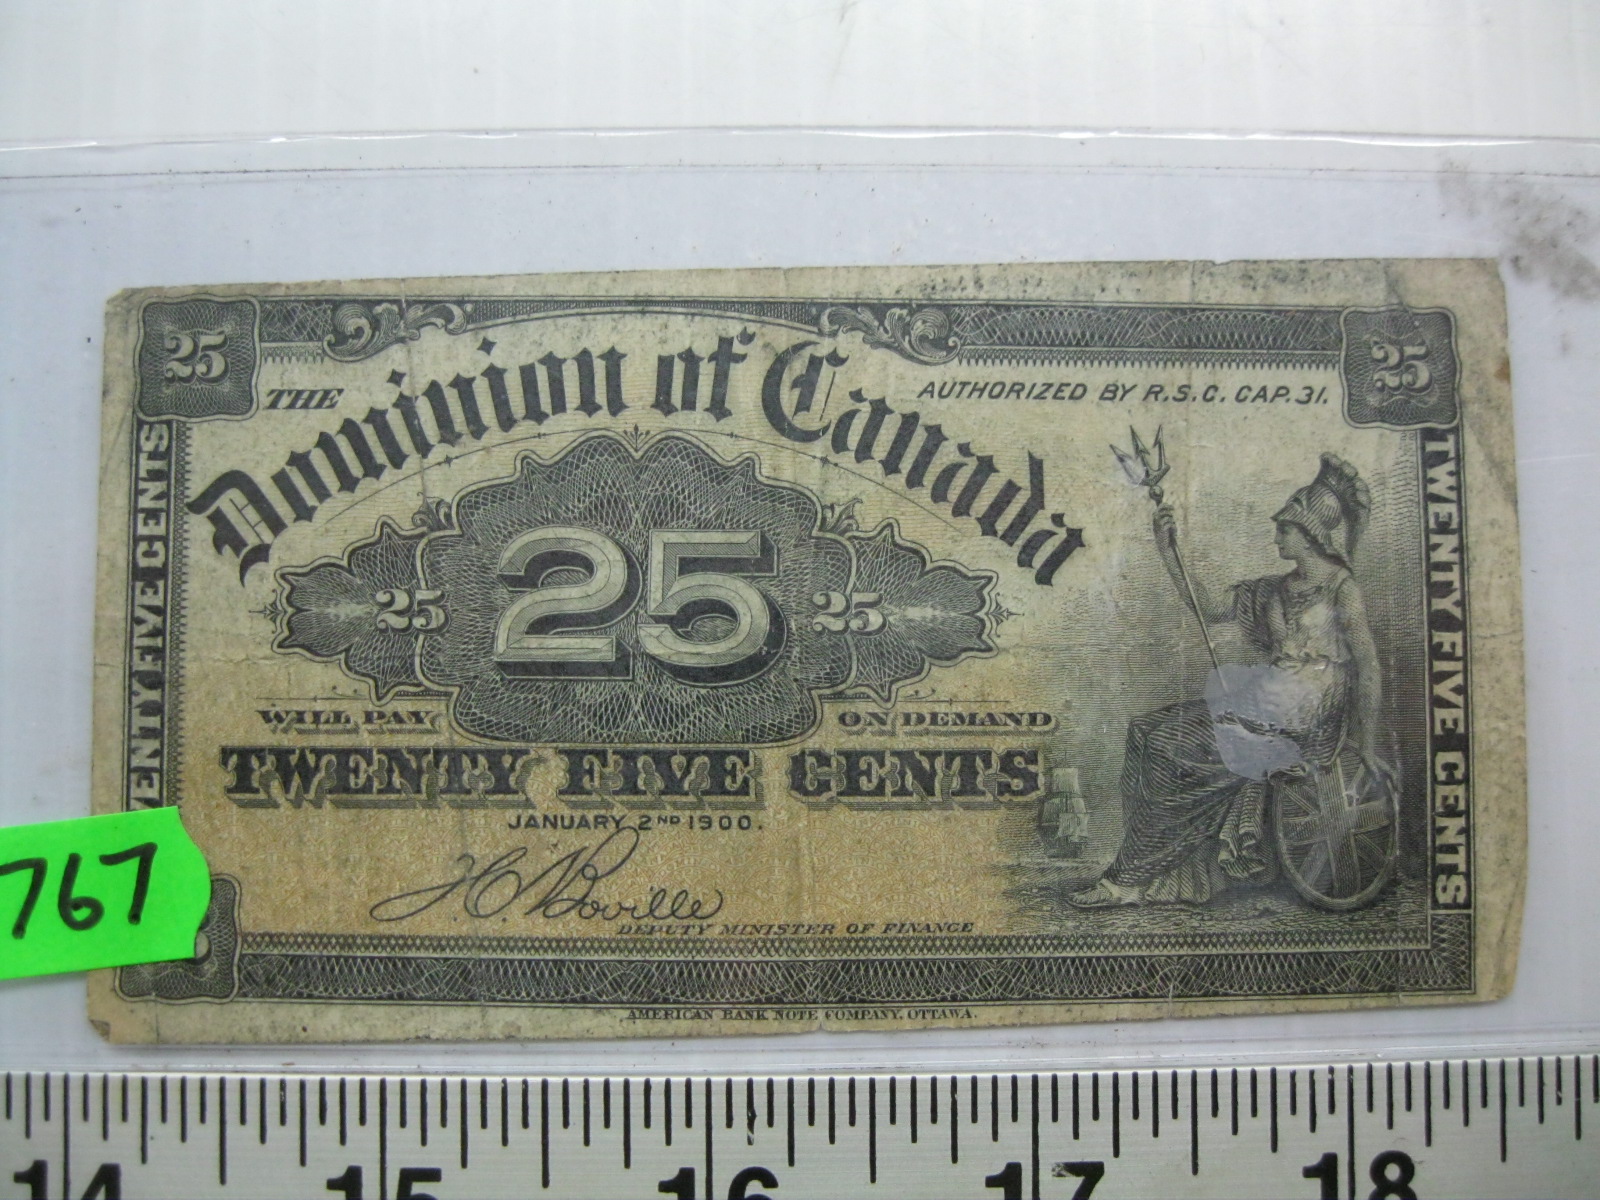 25
25
THE
Dominion of Canada
AUTHORIZED BY R.S.C. CAP. 31.
TWENTY FIVE CENTS
TWENTY FIVE CENTS
25
25
25
WILL PAY
ON DEMAND
TWENTY FIVE CENTS
JANUARY 2ND 1900.
J.C. Boville
DEPUTY MINISTER OF FINANCE
AMERICAN BANK NOTE COMPANY, OTTAWA.
767
14 15 16 17 18